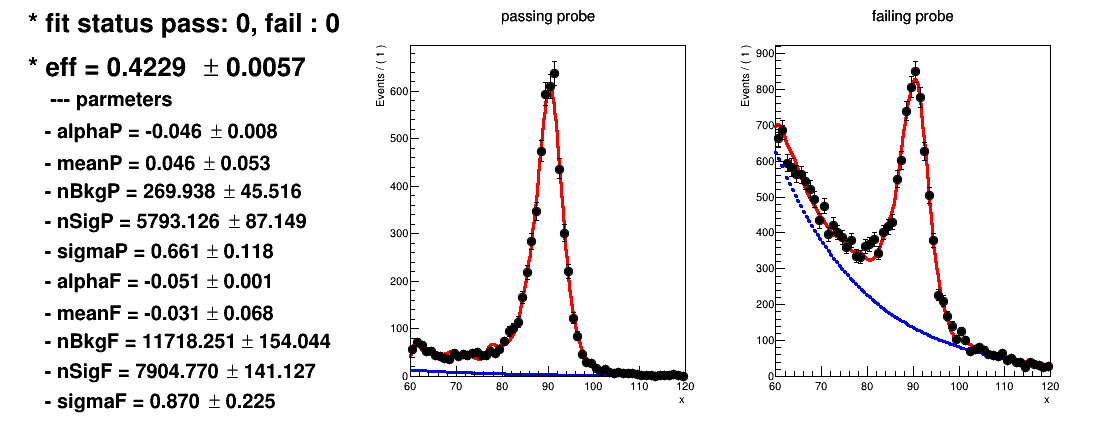 * fit status pass: 0, fail : 0
* eff = 0.4229 ± 0.0057
--- parmeters
- alphaP = -0.046 ± 0.008
- meanP = 0.046 ± 0.053
- nBkgP = 269.938 ± 45.516
- nSigP = 5793.126 ± 87.149
- sigmaP = 0.661 ± 0.118
- alphaF = -0.051 ± 0.001
- meanF = -0.031 ± 0.068
- nBkgF = 11718.251 ± 154.044
- nSigF = 7904.770 ± 141.127
- sigmaF = 0.870 ± 0.225
passing probe
Events / ( 1 )
600
500
400
300
200
100
0
60 70 80 90 100 110 120
x
failing probe
Events / ( 1 )
900
800
700
600
500
400
300
200
100
0
60 70 80 90 100 110 120
x